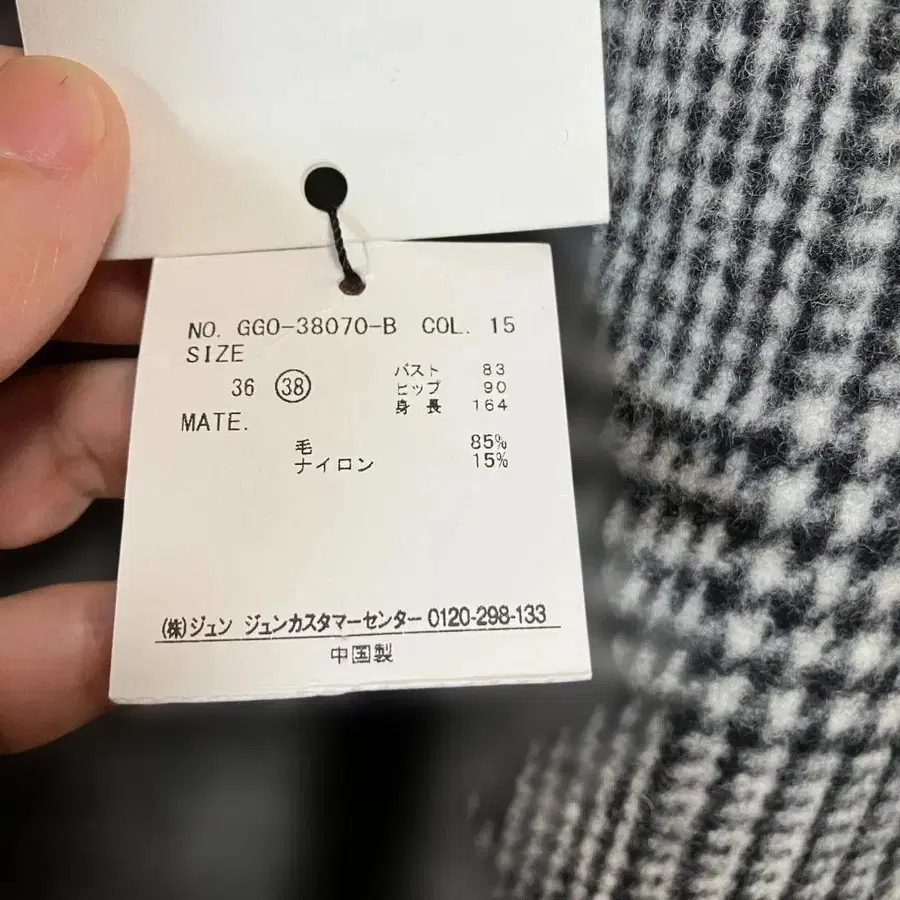 NO. GGO-38070-B COL. 15
SIZE
36 38
バスト 83
ヒップ 90
身長 164
MATE.
毛 85%
ナイロン 15%
(株)ジュン ジュンカスタマーセンター 0120-298-133
中国製